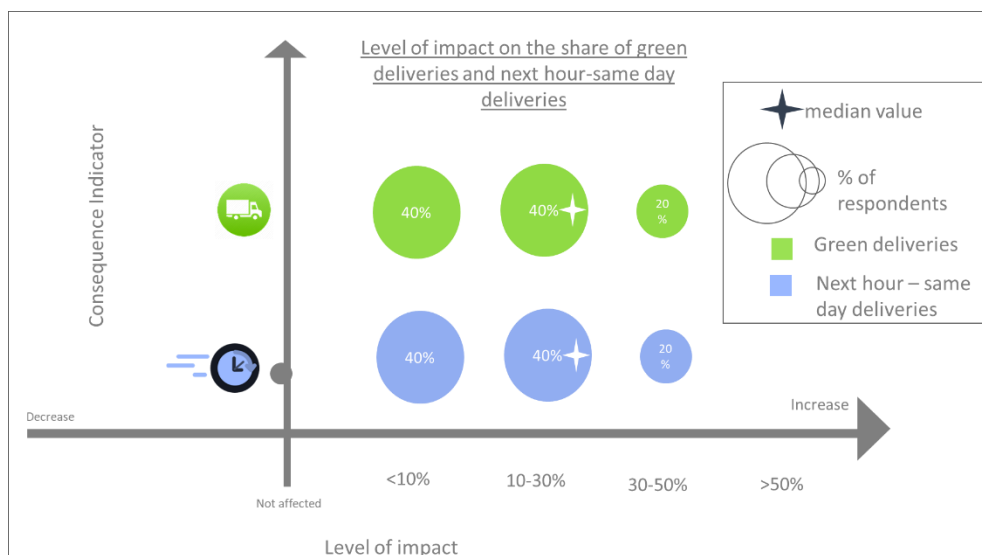 Level of impact on the share of green
deliveries and next hour-same day
deliveries
Consequence Indicator
median value
% of
respondents
Green deliveries
Next hour – same
day deliveries
40%
40%
20
%
40%
40%
20
%
Decrease
Increase
<10%
10-30%
30-50%
>50%
Not affected
Level of impact